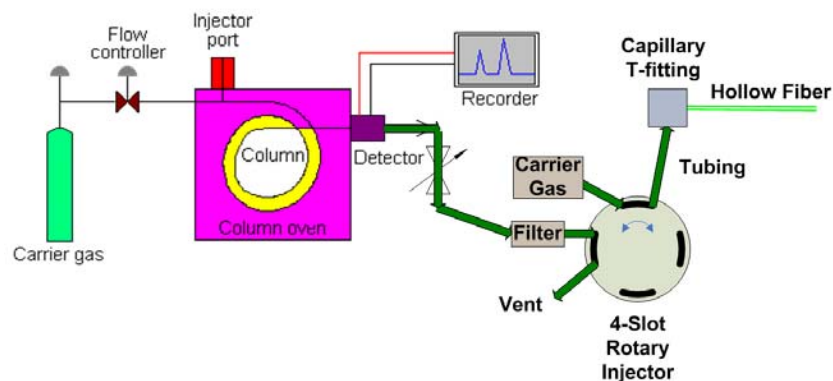 Flow
controller
Injector
port
Recorder
Capillary
T-fitting
Hollow Fiber
Column
Detector
Carrier
Gas
Tubing
Column oven
Filter
Carrier gas
Vent
4-Slot
Rotary
Injector